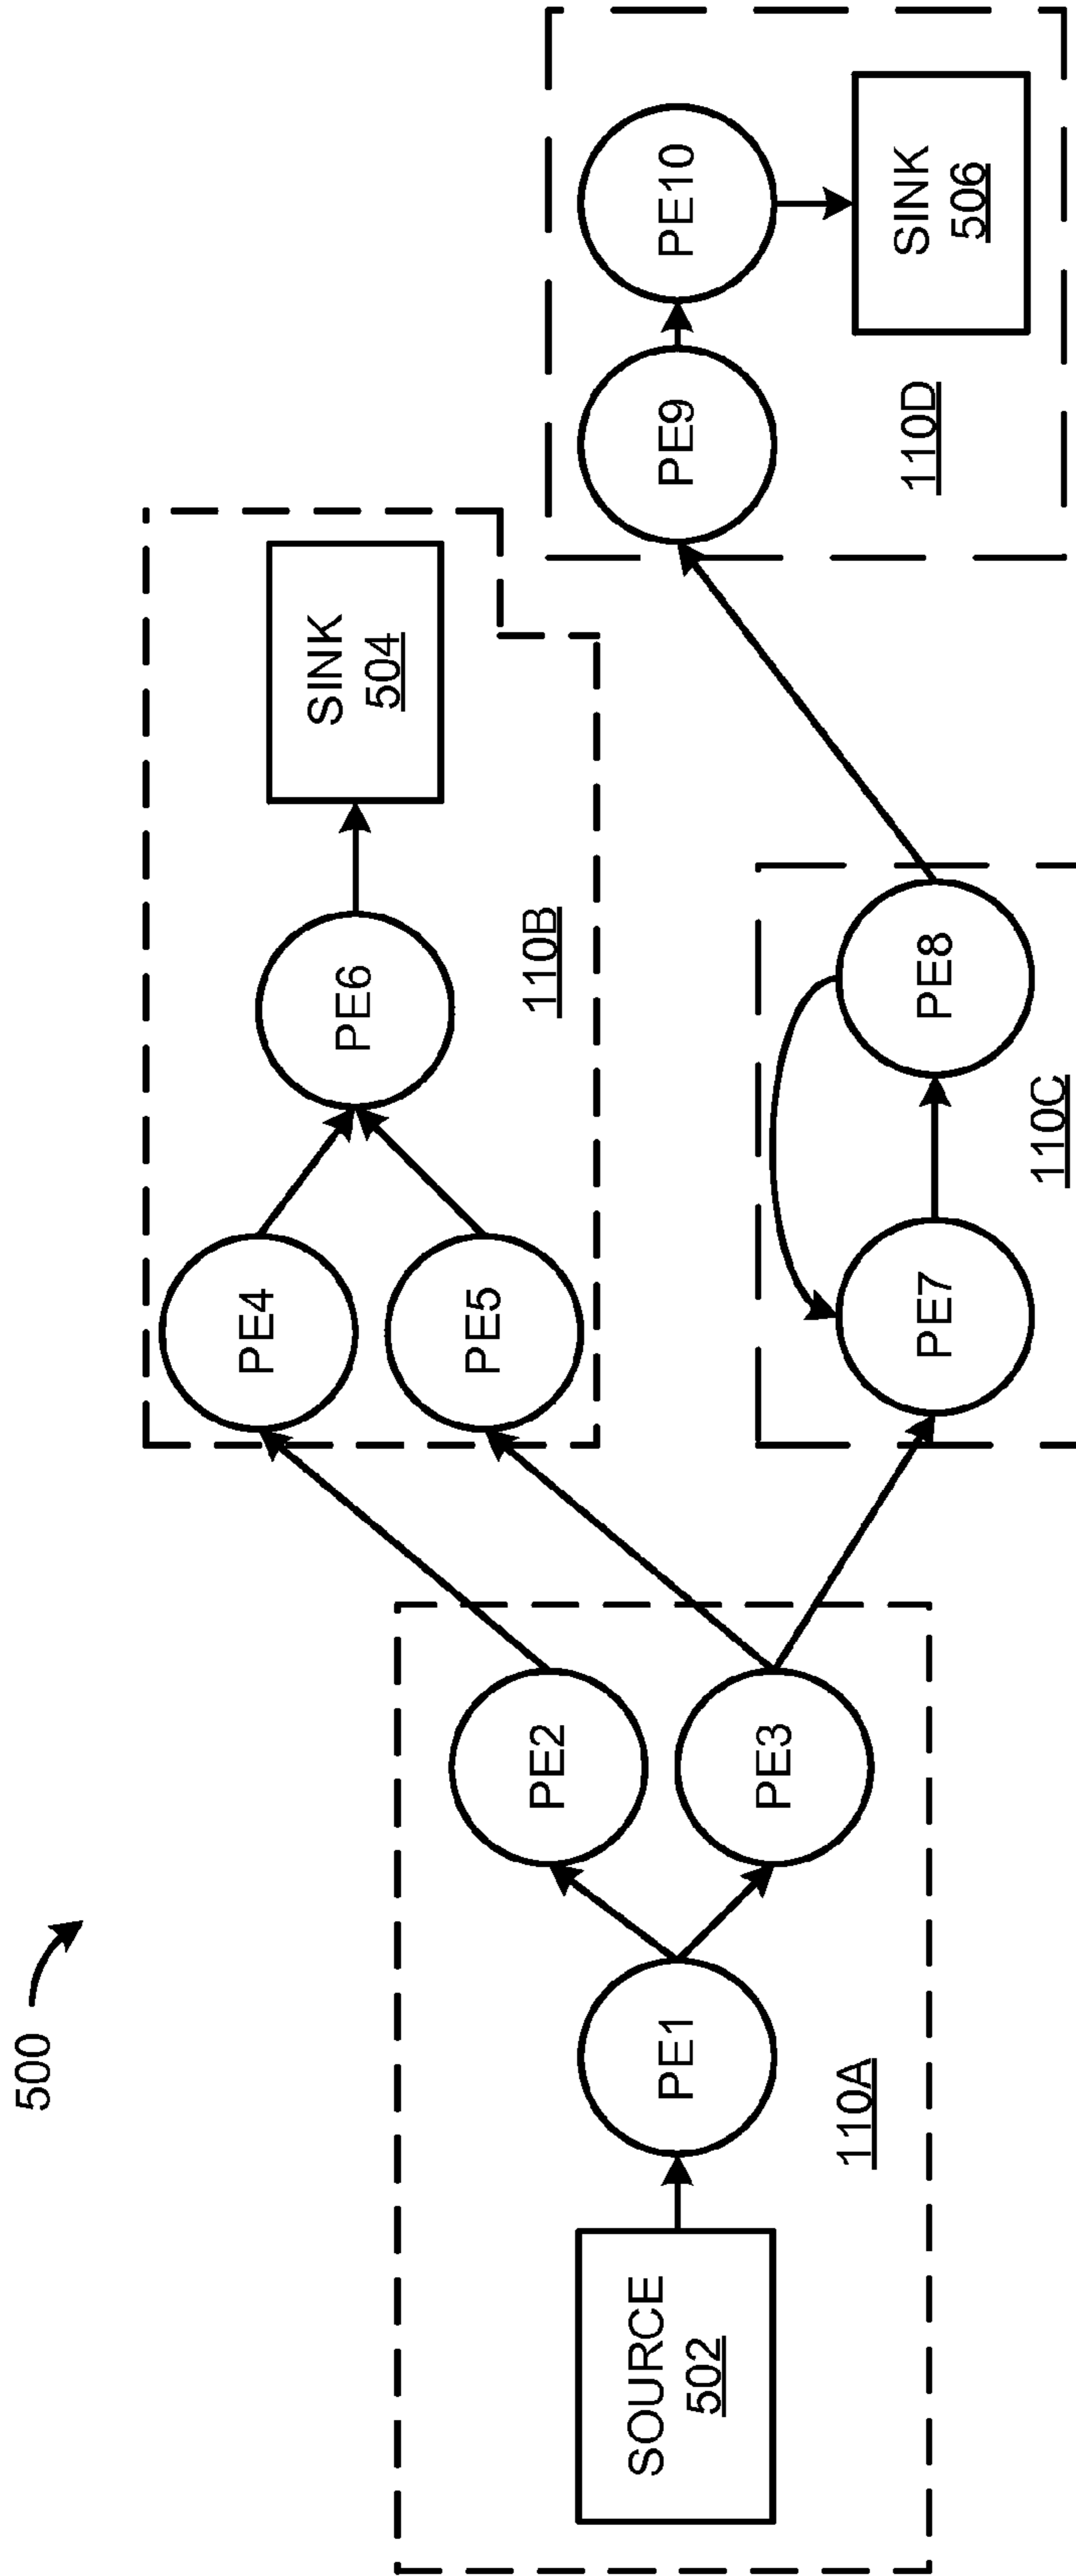 500
SOURCE
502
PE1
110A
PE2
PE3
PE4
PE5
PE6
SINK
504
110B
PE7
PE8
110C
PE9
PE10
SINK
506
110D